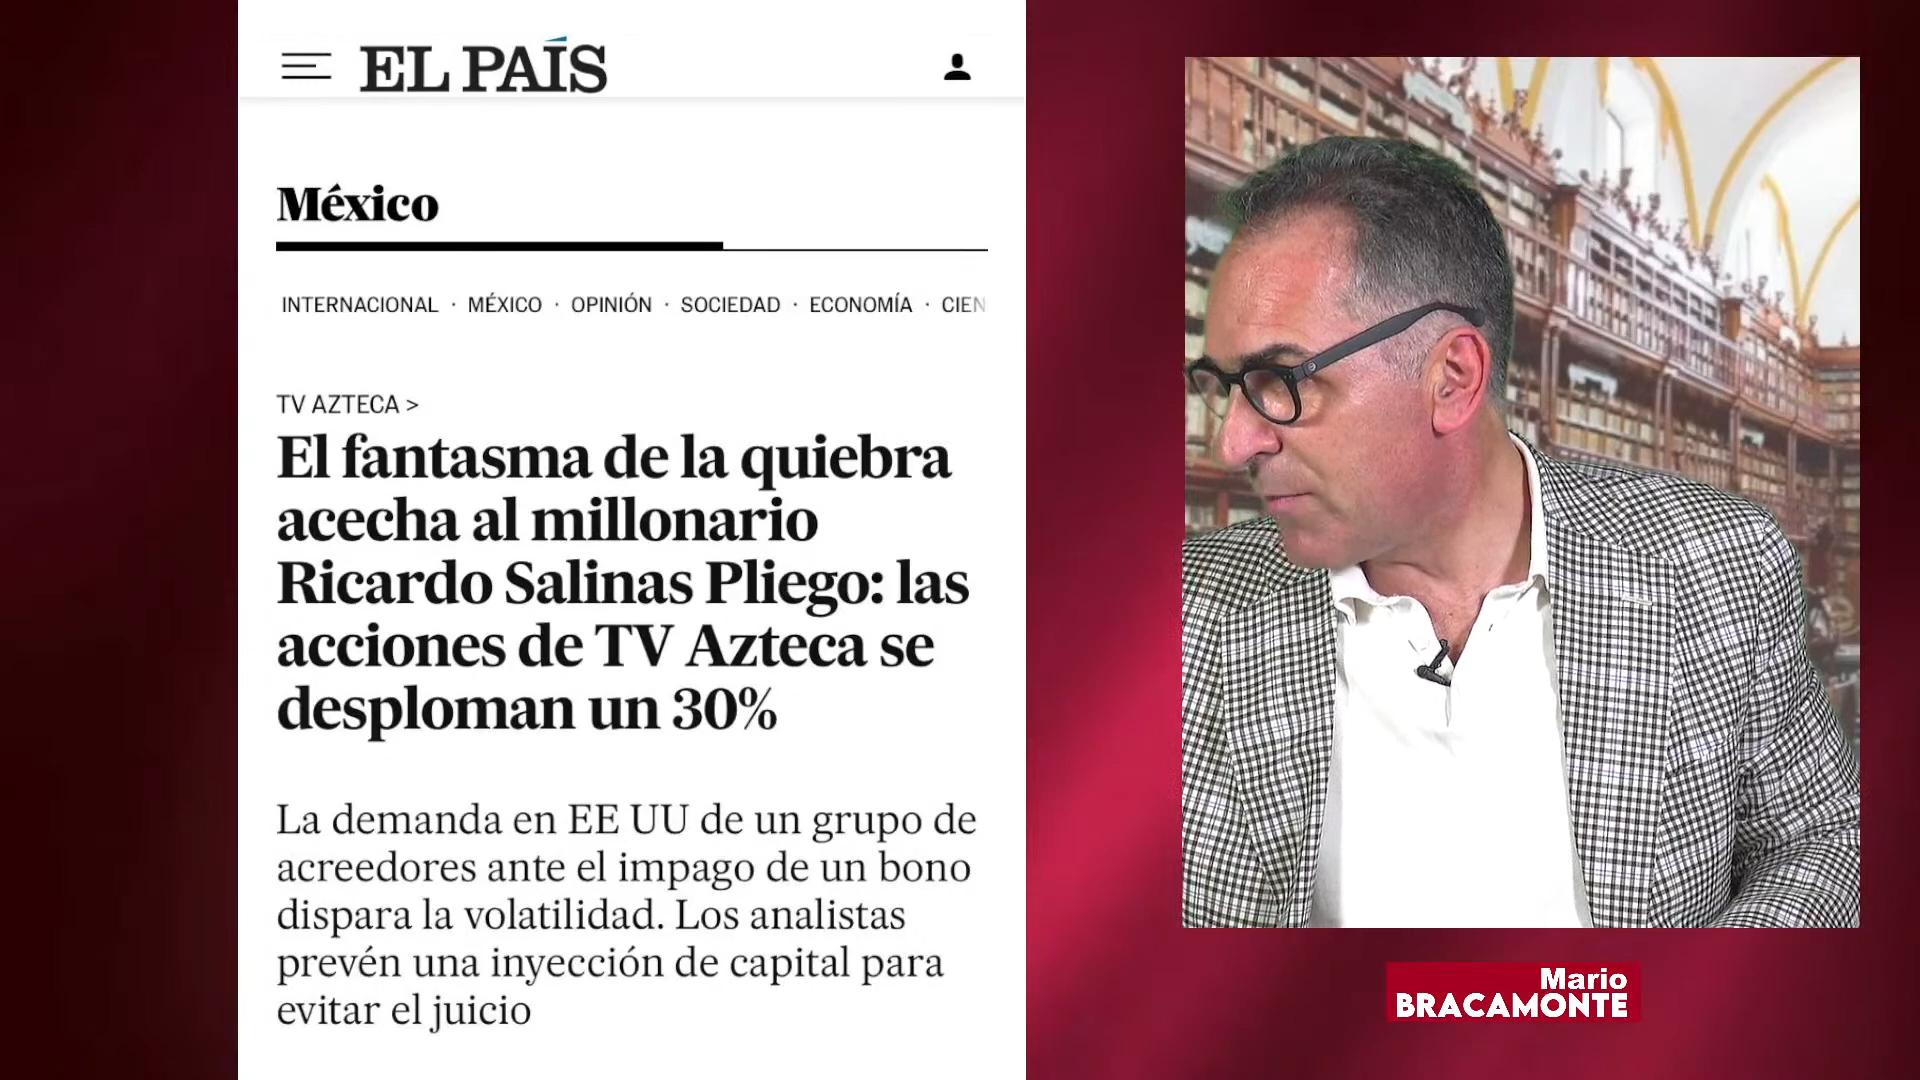 EL PAÍS
México
INTERNACIONAL · MÉXICO · OPINIÓN · SOCIEDAD · ECONOMÍA · CIEN
TV AZTECA >
El fantasma de la quiebra
acecha al millonario
Ricardo Salinas Pliego: las
acciones de TV Azteca se
desploman un 30%
La demanda en EE UU de un grupo de
acreedores ante el impago de un bono
dispara la volatilidad. Los analistas
prevén una inyección de capital para
evitar el juicio
Mario
BRACAMONTE